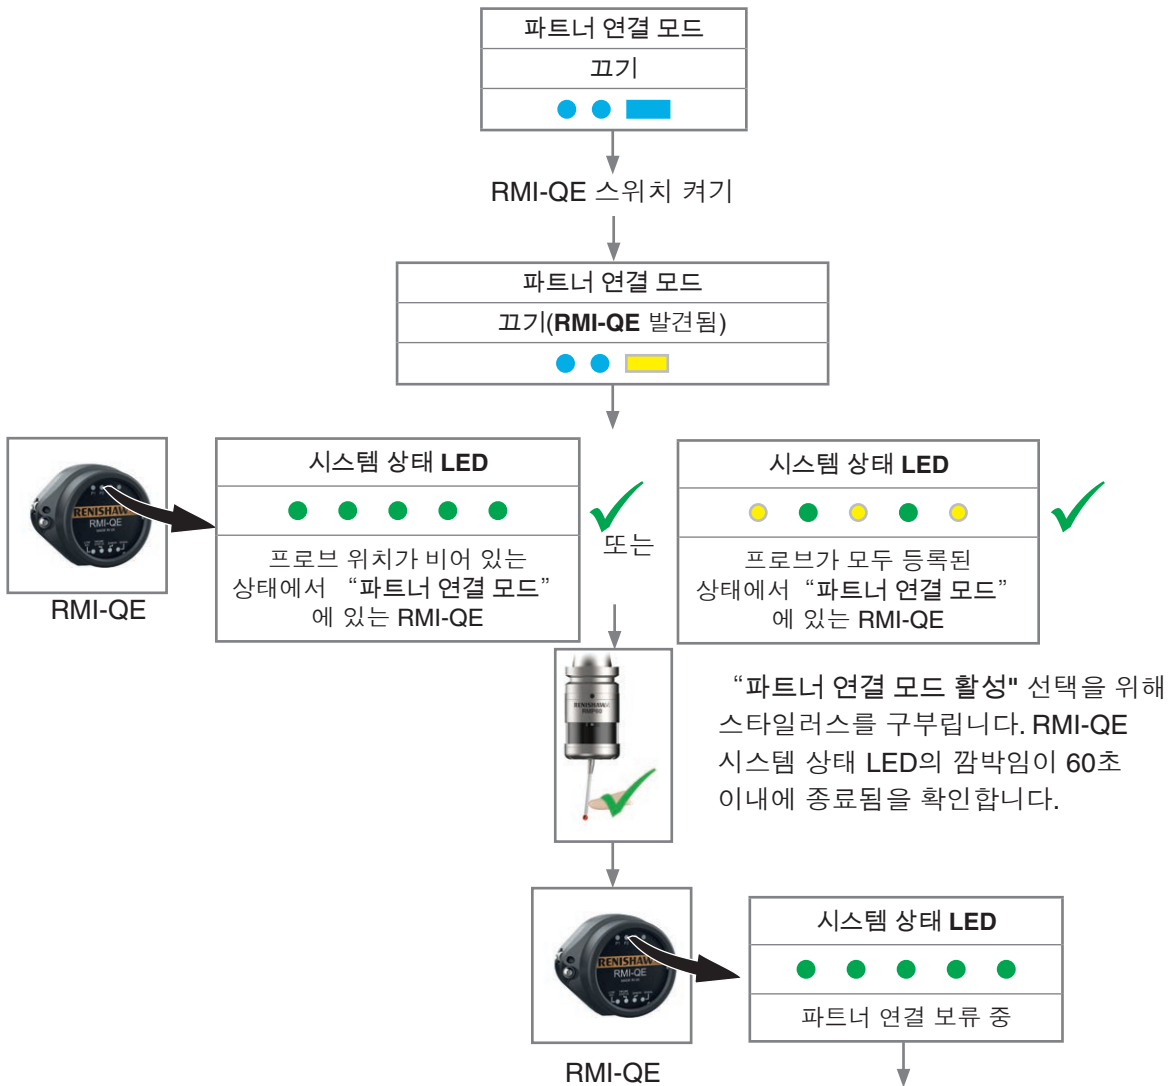 파트너 연결 모드
끄기
RMI-QE 스위치 켜기
파트너 연결 모드
끄기(RMI-QE 발견됨)
RENISHAW
RMI-QE
RMI-QE
시스템 상태 LED
프로브 위치가 비어 있는
상태에서 “파트너 연결 모드”
에 있는 RMI-QE
또는
시스템 상태 LED
프로브가 모두 등록된
상태에서 “파트너 연결 모드”
에 있는 RMI-QE
RENISHAW
RMP60
“파트너 연결 모드 활성" 선택을 위해
스타일러스를 구부립니다. RMI-QE
시스템 상태 LED의 깜박임이 60초
이내에 종료됨을 확인합니다.
RENISHAW
RMI-QE
RMI-QE
시스템 상태 LED
파트너 연결 보류 중